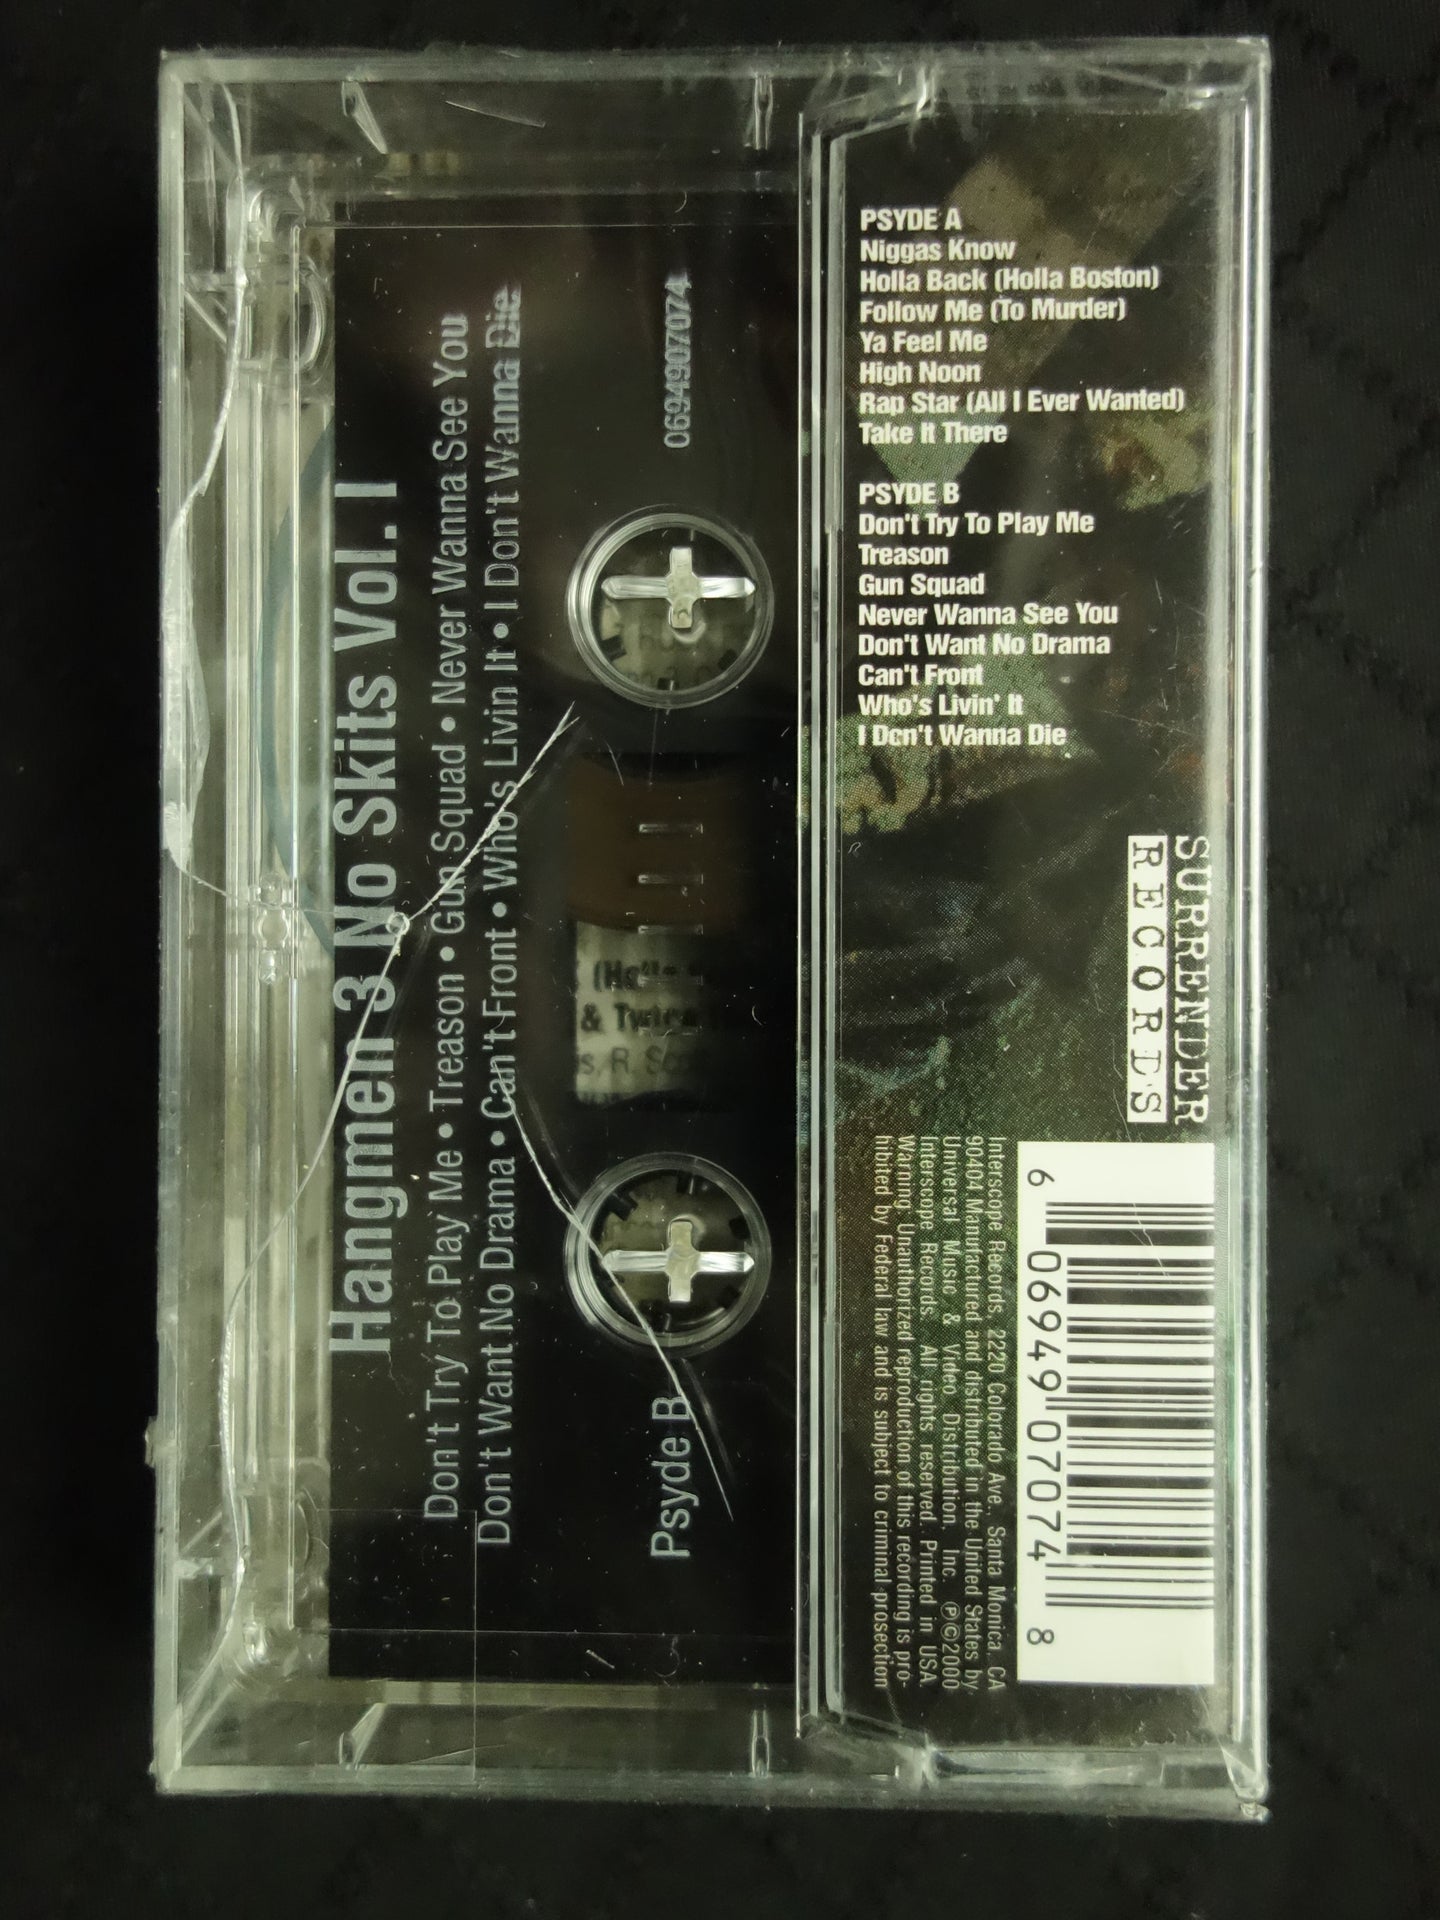 PSYDE A
Niggas Know
Holla Back (Holla Boston)
Follow Me (To Murder)
Ya Feel Me
High Noon
Rap Star (All I Ever Wanted)
Take It There
PSYDE B
Don't Try To Play Me
Treason
Gun Squad
Never Wanna See You
Don't Want No Drama
Can't Front
Who's Livin' It
I Don't Wanna Die
SURRENDER
RECORDS
Interscope Records, 2220 Colorado Ave., Santa Monica, CA
90404 Manufactured and distributed in the United States by
Universal Music & Video Distribution, Inc. ℗©2000
Interscope Records. All rights reserved. Printed in USA.
Warning: Unauthorized reproduction of this recording is pro-
hibited by Federal law and is subject to criminal prosection
6 06949 07074 8
Hangmen 3 No Skits Vol. I
Don't Try To Play Me • Treason • Gun Squad • Never Wanna See You
Don't Want No Drama • Can't Front • Who's Livin It • I Don't Wanna Die
Psyde B
0694907074
& Twice
R.